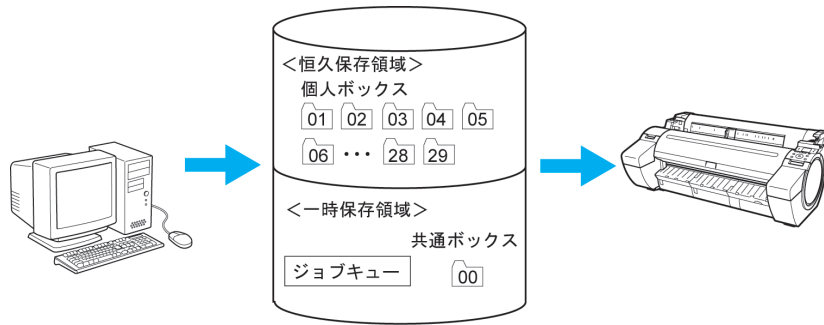 ＜恒久保存領域＞
個人ボックス
01 02 03 04 05
06 ・・・ 28 29
＜一時保存領域＞
共通ボックス
ジョブキュー 00